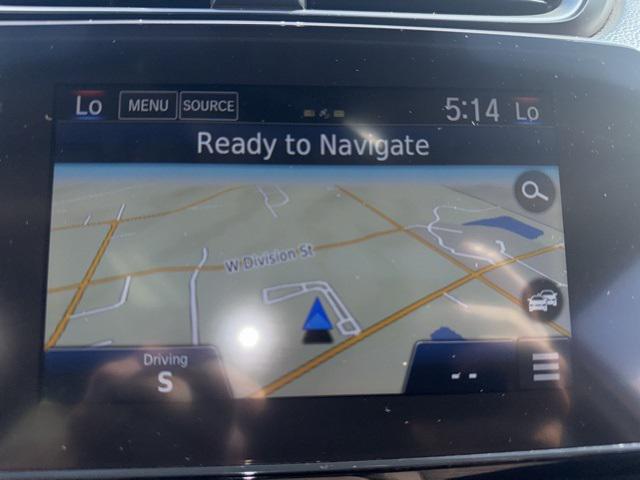 Lo MENU SOURCE 5:14 Lo
Ready to Navigate
W Division St
Driving
S
- -